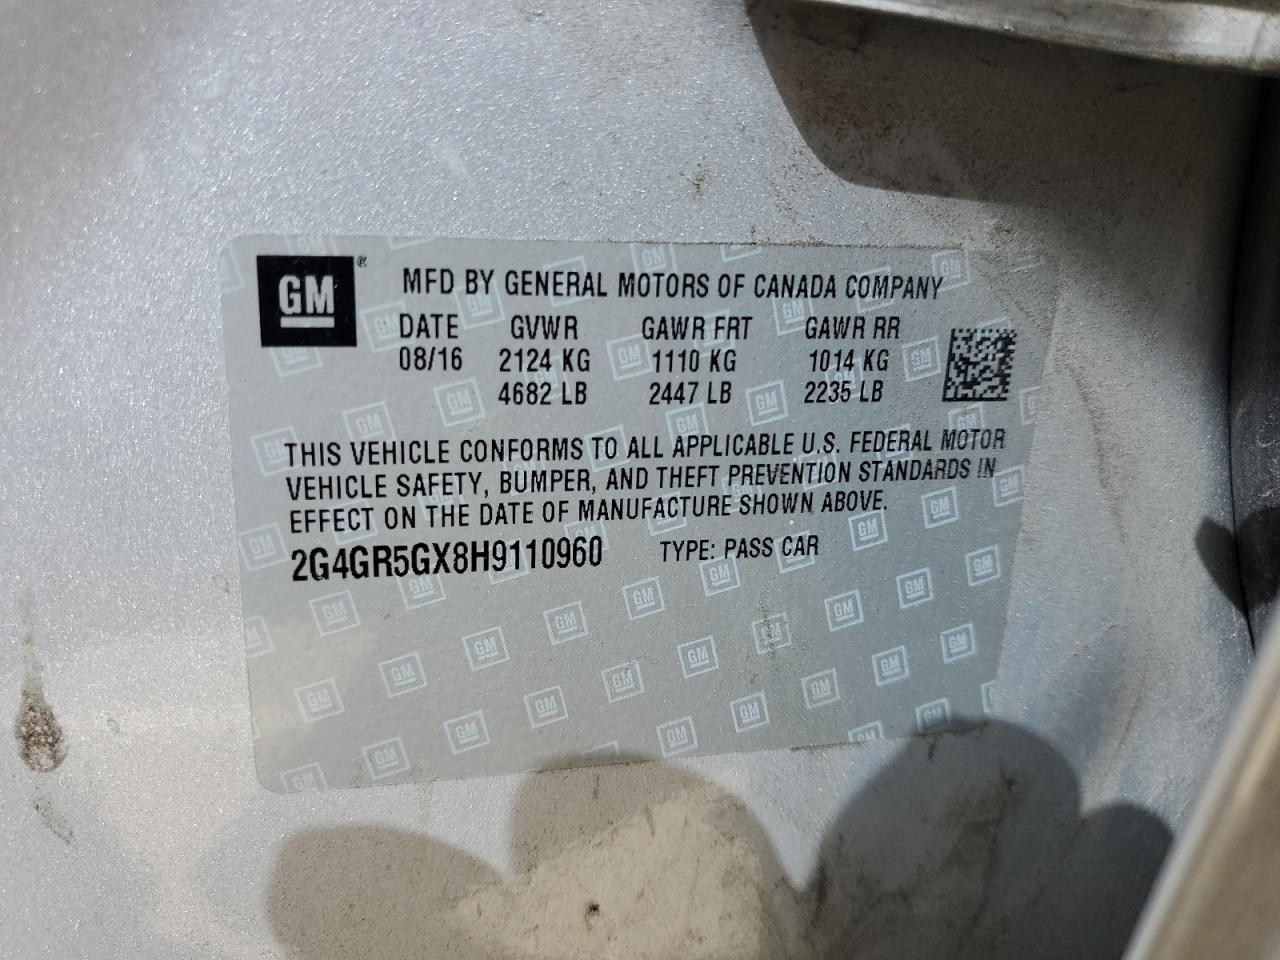 GM ®
MFD BY GENERAL MOTORS OF CANADA COMPANY
DATE GVWR GAWR FRT GAWR RR
08/16 2124 KG 1110 KG 1014 KG
4682 LB 2447 LB 2235 LB
THIS VEHICLE CONFORMS TO ALL APPLICABLE U.S. FEDERAL MOTOR
VEHICLE SAFETY, BUMPER, AND THEFT PREVENTION STANDARDS IN
EFFECT ON THE DATE OF MANUFACTURE SHOWN ABOVE.
2G4GR5GX8H9110960 TYPE: PASS CAR